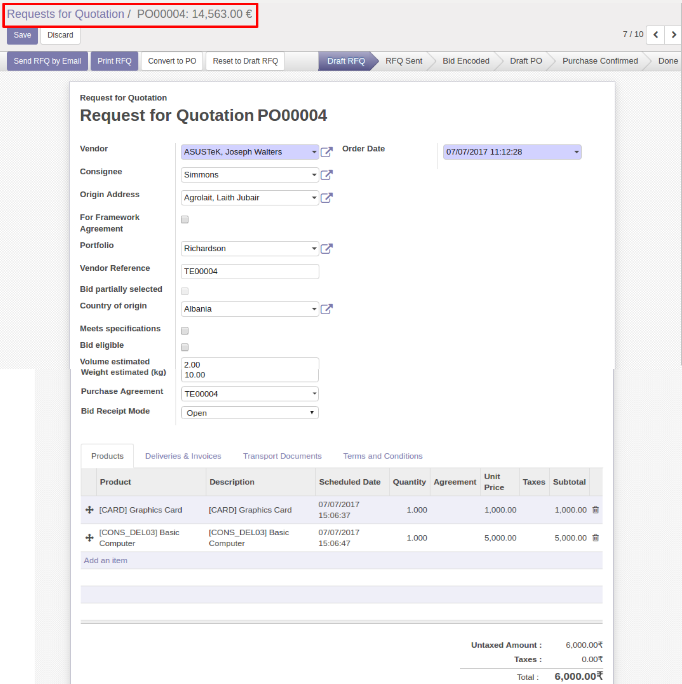 Requests for Quotation / PO00004: 14,563.00 €
Save Discard
7 / 10
Send RFQ by Email Print RFQ Convert to PO Reset to Draft RFQ Draft RFQ RFQ Sent Bid Encoded Draft PO Purchase Confirmed Done
Request for Quotation
Request for Quotation PO00004
Vendor ASUSTeK, Joseph Walters Order Date 07/07/2017 11:12:28
Consignee Simmons
Origin Address Agrolait, Laith Jubair
For Framework
Agreement
Portfolio Richardson
Vendor Reference TE00004
Bid partially selected
Country of origin Albania
Meets specifications
Bid eligible
Volume estimated 2.00
Weight estimated (kg) 10.00
Purchase Agreement TE00004
Bid Receipt Mode Open
Products Deliveries & Invoices Transport Documents Terms and Conditions
Product Description Scheduled Date Quantity Agreement Unit Price Taxes Subtotal
[CARD] Graphics Card [CARD] Graphics Card 07/07/2017 15:06:37 1.000 1,000.00 1,000.00
[CONS_DEL03] Basic Computer [CONS_DEL03] Basic Computer 07/07/2017 15:06:47 1.000 5,000.00 5,000.00
Add an item
Untaxed Amount : 6,000.00₹
Taxes : 0.00₹
Total : 6,000.00₹